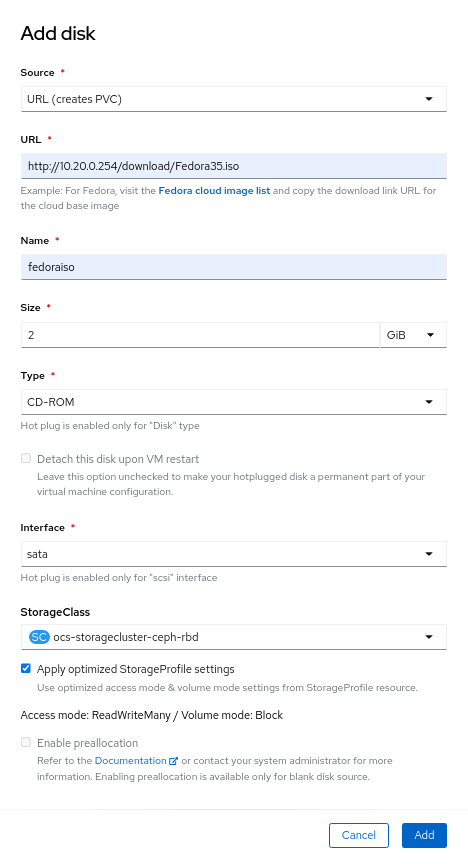 Add disk
Source *
URL (creates PVC)
URL *
http://10.20.0.254/download/Fedora35.iso
Example: For Fedora, visit the Fedora cloud image list and copy the download link URL for
the cloud base image
Name *
fedoraiso
Size *
2
GiB
Type *
CD-ROM
Hot plug is enabled only for "Disk" type
Detach this disk upon VM restart
Leave this option unchecked to make your hotplugged disk a permanent part of your
virtual machine configuration.
Interface *
sata
Hot plug is enabled only for "scsi" interface
StorageClass
SC ocs-storagecluster-ceph-rbd
Apply optimized StorageProfile settings
Use optimized access mode & volume mode settings from StorageProfile resource.
Access mode: ReadWriteMany / Volume mode: Block
Enable preallocation
Refer to the Documentation or contact your system administrator for more
information. Enabling preallocation is available only for blank disk source.
Cancel
Add